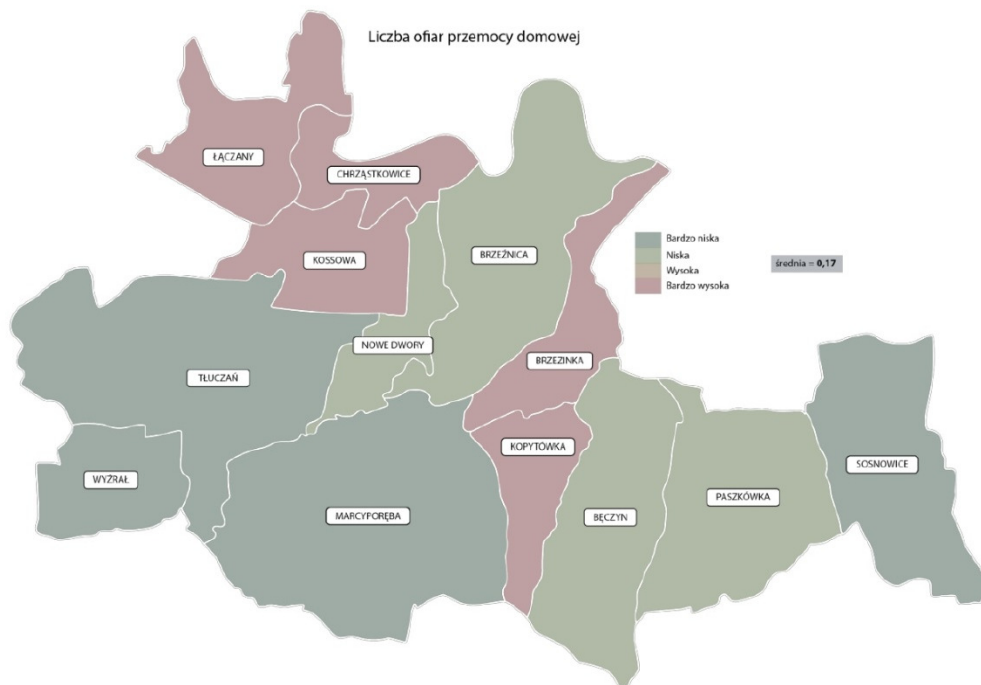 Liczba ofiar przemocy domowej
ŁĄCZANY
CHRZĄSTKOWICE
KOSSOWA
BRZEŹNICA
Bardzo niska
Niska
Wysoka
Bardzo wysoka
średnia = 0,17
NOWE DWORY
BRZEZINKA
TŁUCZAŃ
KOPYTÓWKA
SOSNOWICE
WYŹRAŁ
PASZKÓWKA
MARCYPORĘBA
BĘCZYN